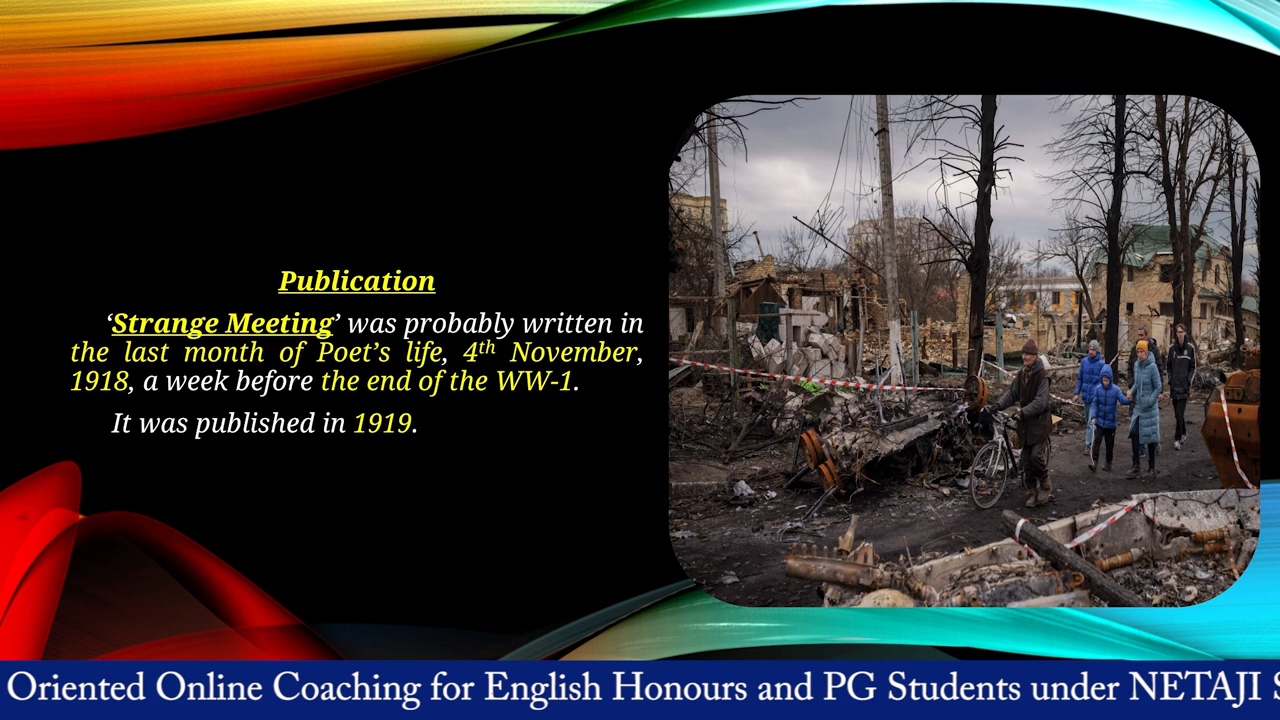 Publication
‘Strange Meeting’ was probably written in
the last month of Poet’s life, 4th November,
1918, a week before the end of the WW-1.
It was published in 1919.
Oriented Online Coaching for English Honours and PG Students under NETAJI S